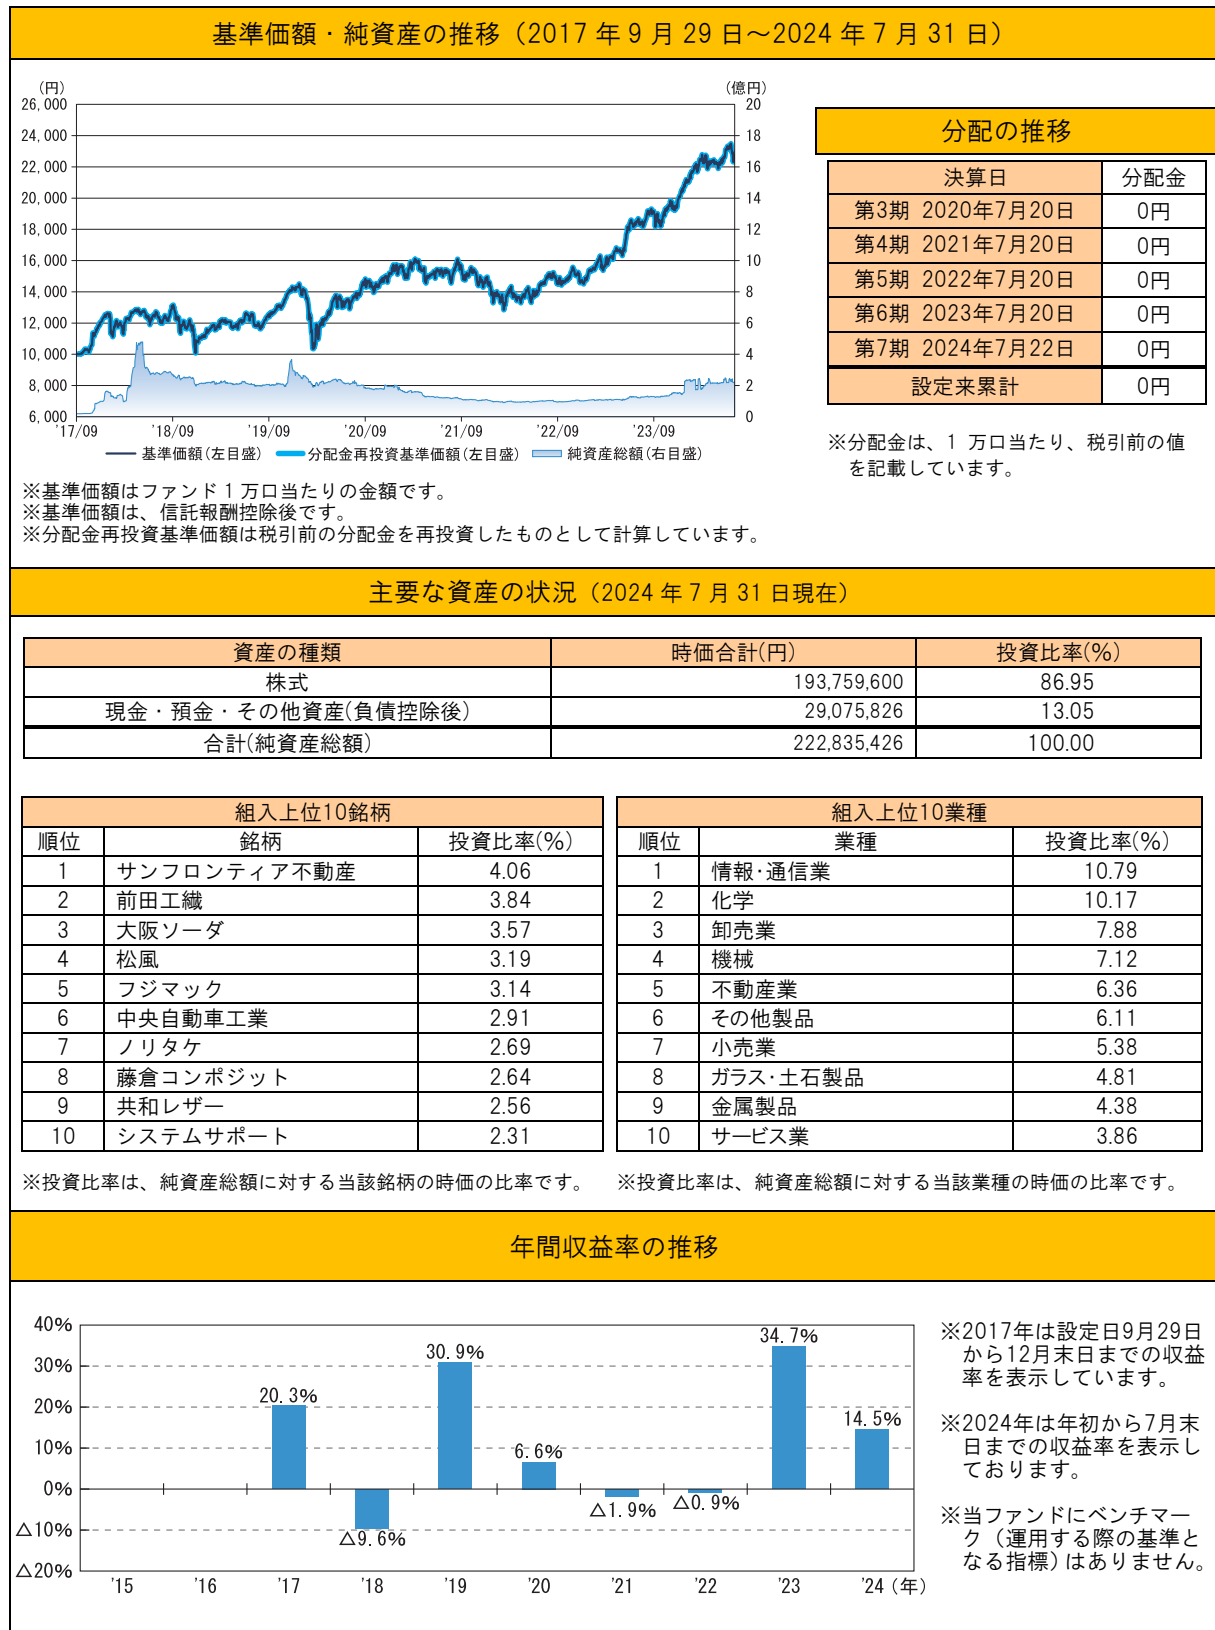 基準価額・純資産の推移（2017年9月29日～2024年7月31日）
(円)
(億円)
26,000
24,000
22,000
20,000
18,000
16,000
14,000
12,000
10,000
8,000
6,000
20
18
16
14
12
10
8
6
4
2
0
'17/09 '18/09 '19/09 '20/09 '21/09 '22/09 '23/09
基準価額(左目盛) 分配金再投資基準価額(左目盛) 純資産総額(右目盛)
※基準価額はファンド1万口当たりの金額です。
※基準価額は、信託報酬控除後です。
※分配金再投資基準価額は税引前の分配金を再投資したものとして計算しています。
分配の推移
決算日 分配金
第3期 2020年7月20日 0円
第4期 2021年7月20日 0円
第5期 2022年7月20日 0円
第6期 2023年7月20日 0円
第7期 2024年7月22日 0円
設定来累計 0円
※分配金は、1 万口当たり、税引前の値
を記載しています。
主要な資産の状況（2024年7月31日現在）
資産の種類 時価合計(円) 投資比率(%)
株式 193,759,600 86.95
現金・預金・その他資産(負債控除後) 29,075,826 13.05
合計(純資産総額) 222,835,426 100.00
組入上位10銘柄
順位 銘柄 投資比率(%)
1 サンフロンティア不動産 4.06
2 前田工繊 3.84
3 大阪ソーダ 3.57
4 松風 3.19
5 フジマック 3.14
6 中央自動車工業 2.91
7 ノリタケ 2.69
8 藤倉コンポジット 2.64
9 共和レザー 2.56
10 システムサポート 2.31
※投資比率は、純資産総額に対する当該銘柄の時価の比率です。
組入上位10業種
順位 業種 投資比率(%)
1 情報･通信業 10.79
2 化学 10.17
3 卸売業 7.88
4 機械 7.12
5 不動産業 6.36
6 その他製品 6.11
7 小売業 5.38
8 ガラス･土石製品 4.81
9 金属製品 4.38
10 サービス業 3.86
※投資比率は、純資産総額に対する当該業種の時価の比率です。
年間収益率の推移
40%
30%
20%
10%
0%
△10%
△20%
20.3%
△9.6%
30.9%
6.6%
△1.9%
△0.9%
34.7%
14.5%
'15 '16 '17 '18 '19 '20 '21 '22 '23 '24（年）
※2017年は設定日9月29日
から12月末日までの収益
率を表示しています。
※2024年は年初から7月末
日までの収益率を表示し
ております。
※当ファンドにベンチマー
ク（運用する際の基準と
なる指標）はありません。